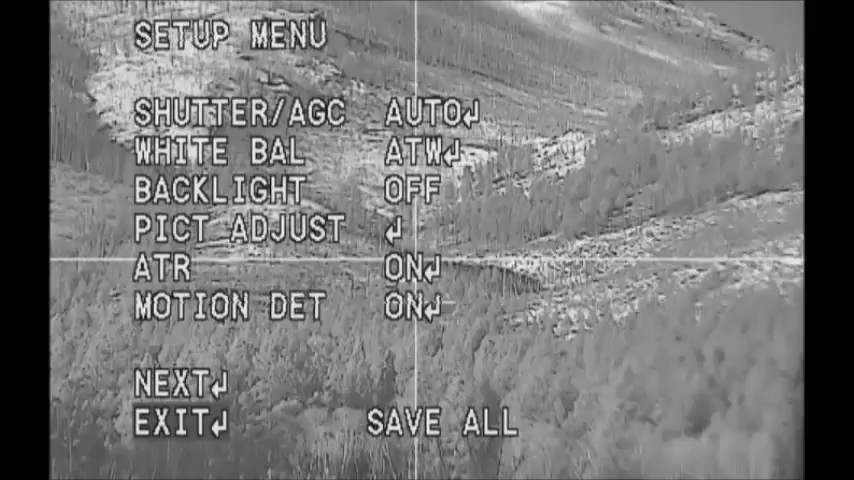 SETUP MENU
SHUTTER/AGC AUTO↲
WHITE BAL ATW↲
BACKLIGHT OFF
PICT ADJUST ↲
ATR ON↲
MOTION DET ON↲
NEXT↲
EXIT↲ SAVE ALL